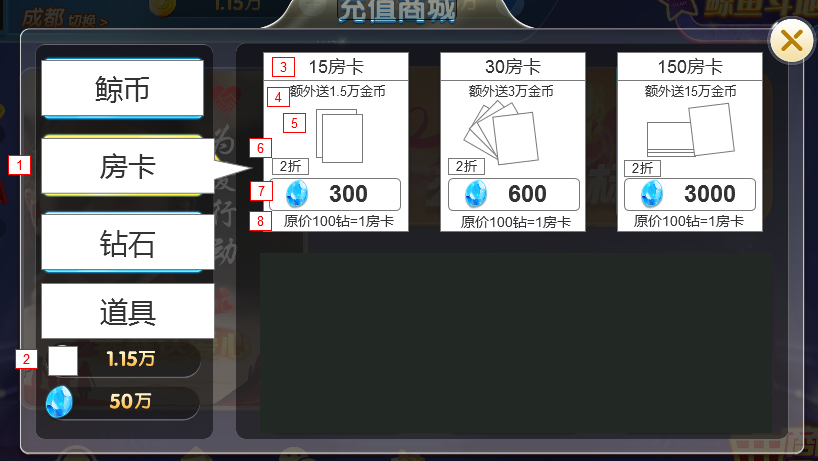 成都 切换 >
1.15万
充值商城
鲸币
1
房卡
钻石
道具
2
1.15万
50万
3
15房卡
4
额外送1.5万金币
5
6
2折
7
300
8
原价100钻=1房卡
30房卡
额外送3万金币
2折
600
原价100钻=1房卡
150房卡
额外送15万金币
2折
3000
原价100钻=1房卡